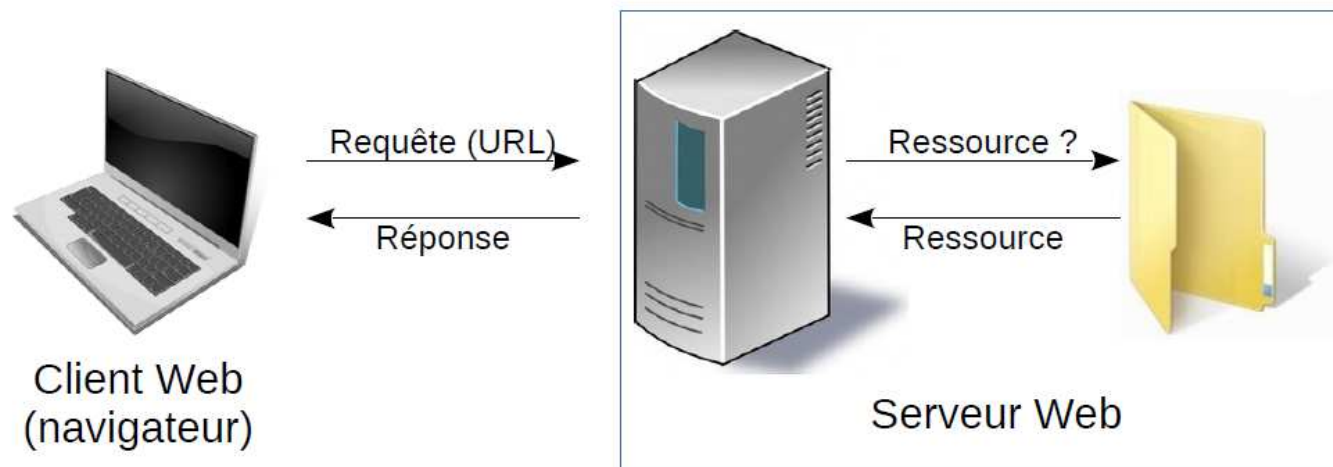 Requête (URL)
Réponse
Ressource ?
Ressource
Client Web
(navigateur)
Serveur Web